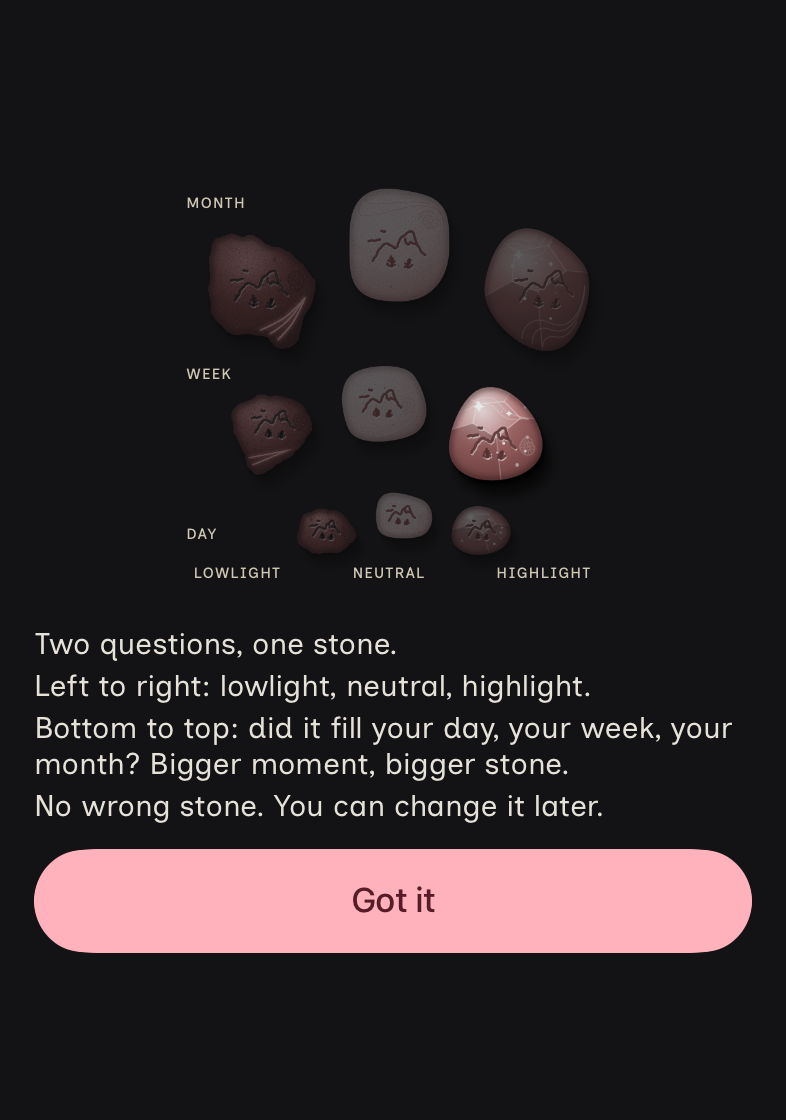 MONTH
WEEK
DAY
LOWLIGHT NEUTRAL HIGHLIGHT
Two questions, one stone.
Left to right: lowlight, neutral, highlight.
Bottom to top: did it fill your day, your week, your
month? Bigger moment, bigger stone.
No wrong stone. You can change it later.
Got it